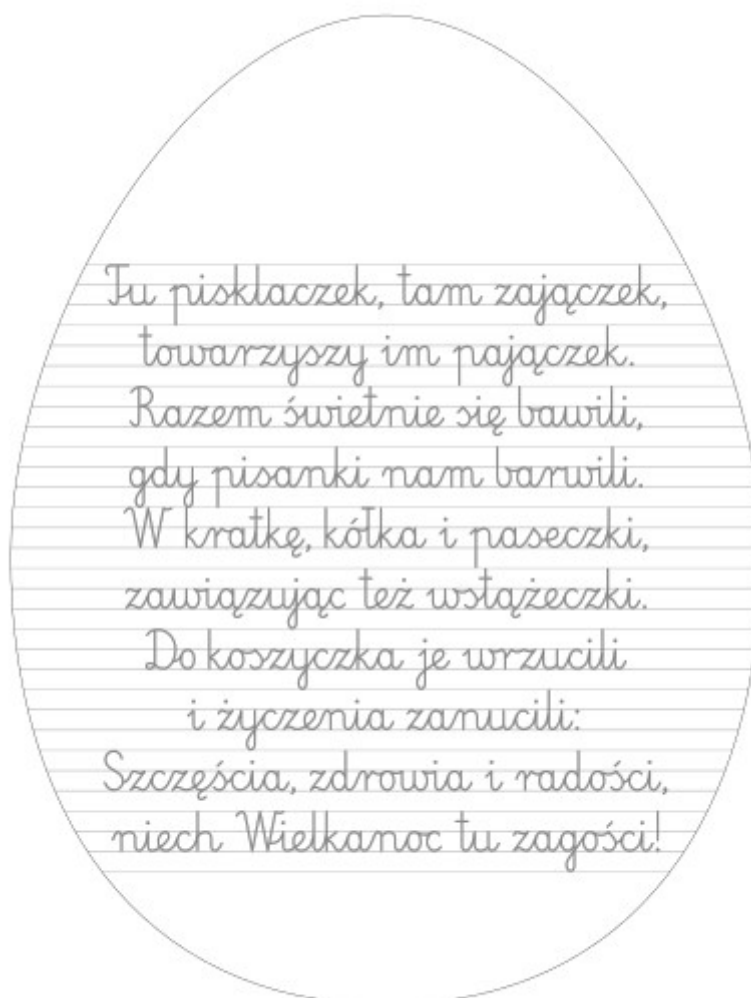 Tu pisklaczek, tam zajączek,
towarzyszy im pajączek.
Razem świetnie się bawili,
gdy pisanki nam barwili.
W kratkę, kółka i paseczki,
zawiązując też wstążeczki.
Do koszyczka je wrzucili
i życzenia zanucili:
Szczęścia, zdrowia i radości,
niech Wielkanoc tu zagości!